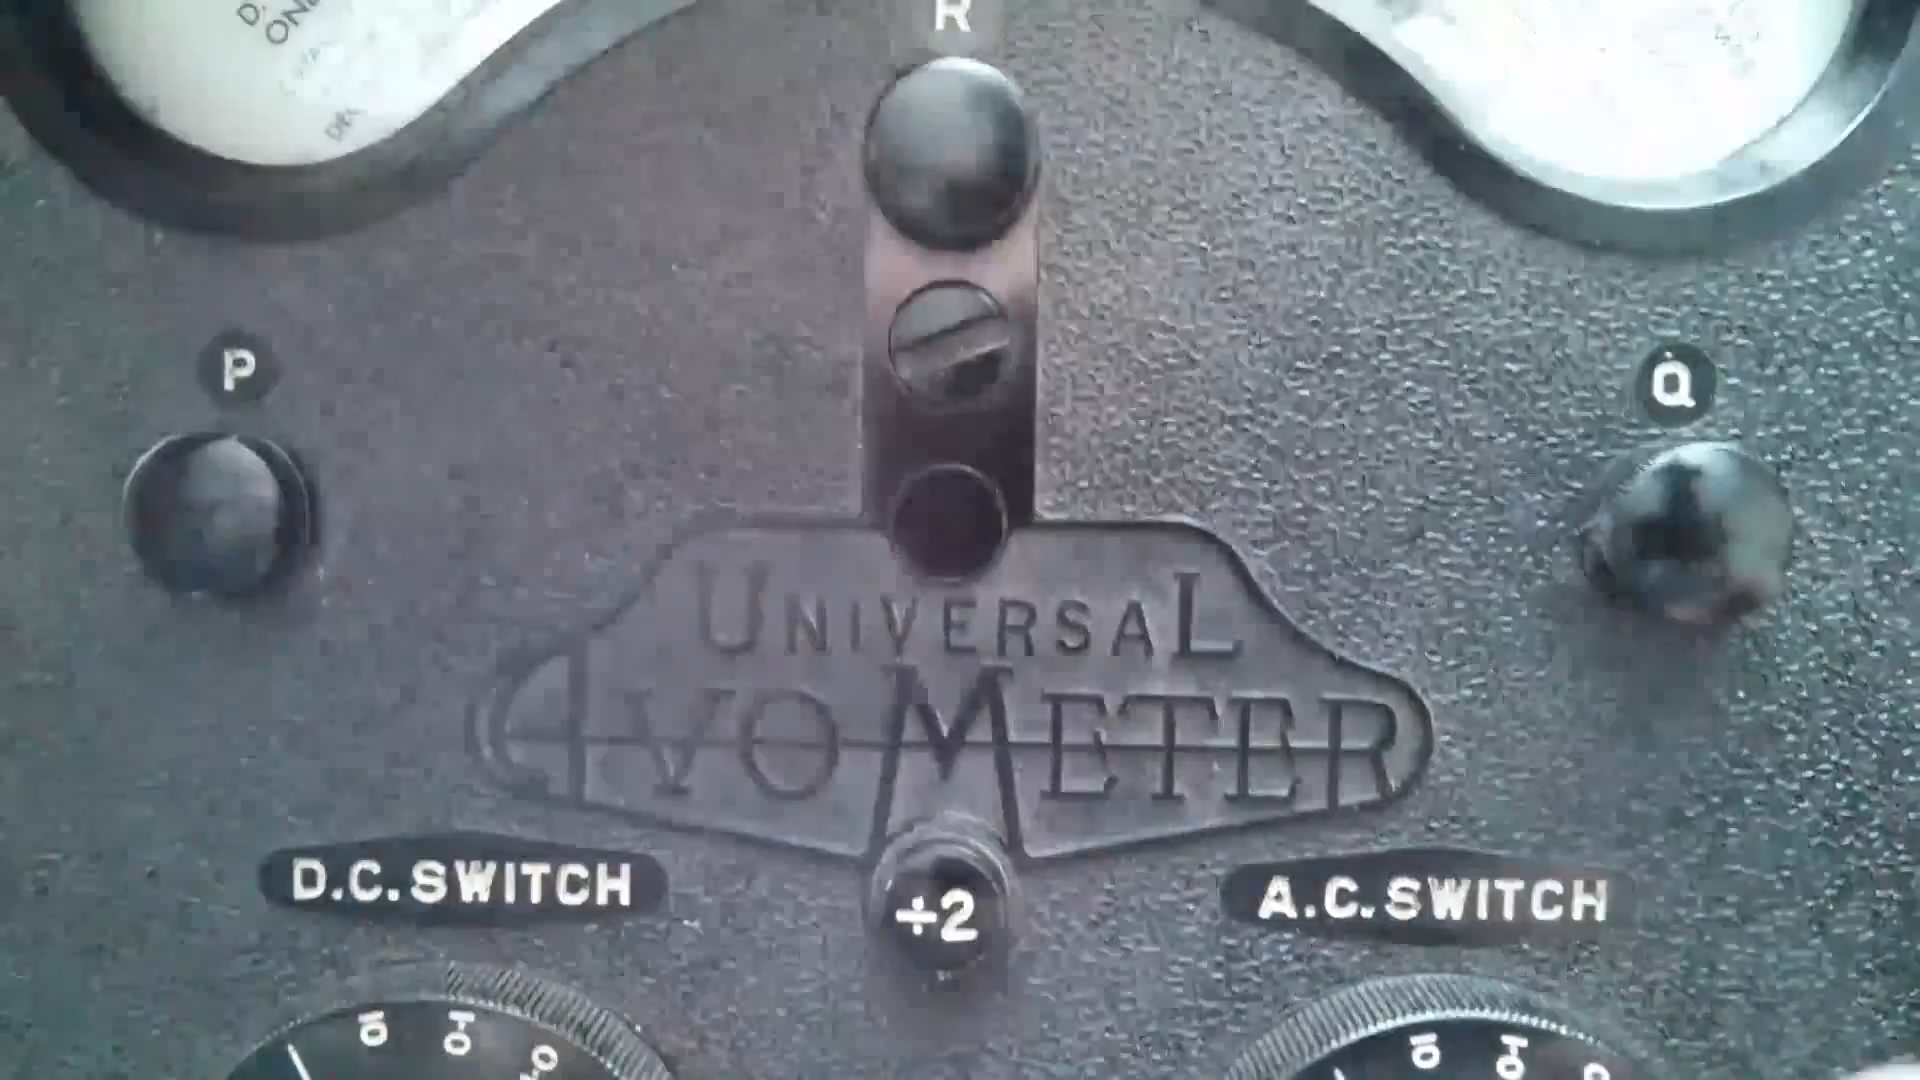 R
P
Q
UNIVERSAL
AVOMETER
D.C. SWITCH
÷2
A.C. SWITCH